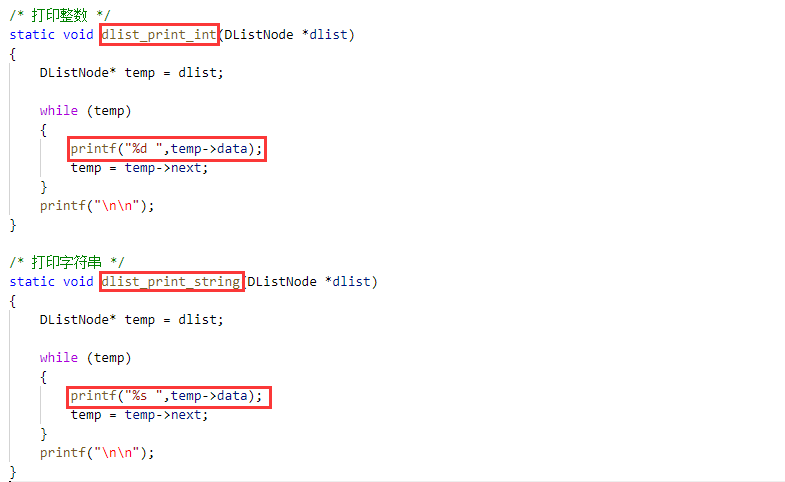 /* 打印整数 */
static void dlist_print_int(DListNode *dlist)
{
    DListNode* temp = dlist;
    while (temp)
    {
        printf("%d ",temp->data);
        temp = temp->next;
    }
    printf("\n\n");
}
/* 打印字符串 */
static void dlist_print_string(DListNode *dlist)
{
    DListNode* temp = dlist;
    while (temp)
    {
        printf("%s ",temp->data);
        temp = temp->next;
    }
    printf("\n\n");
}